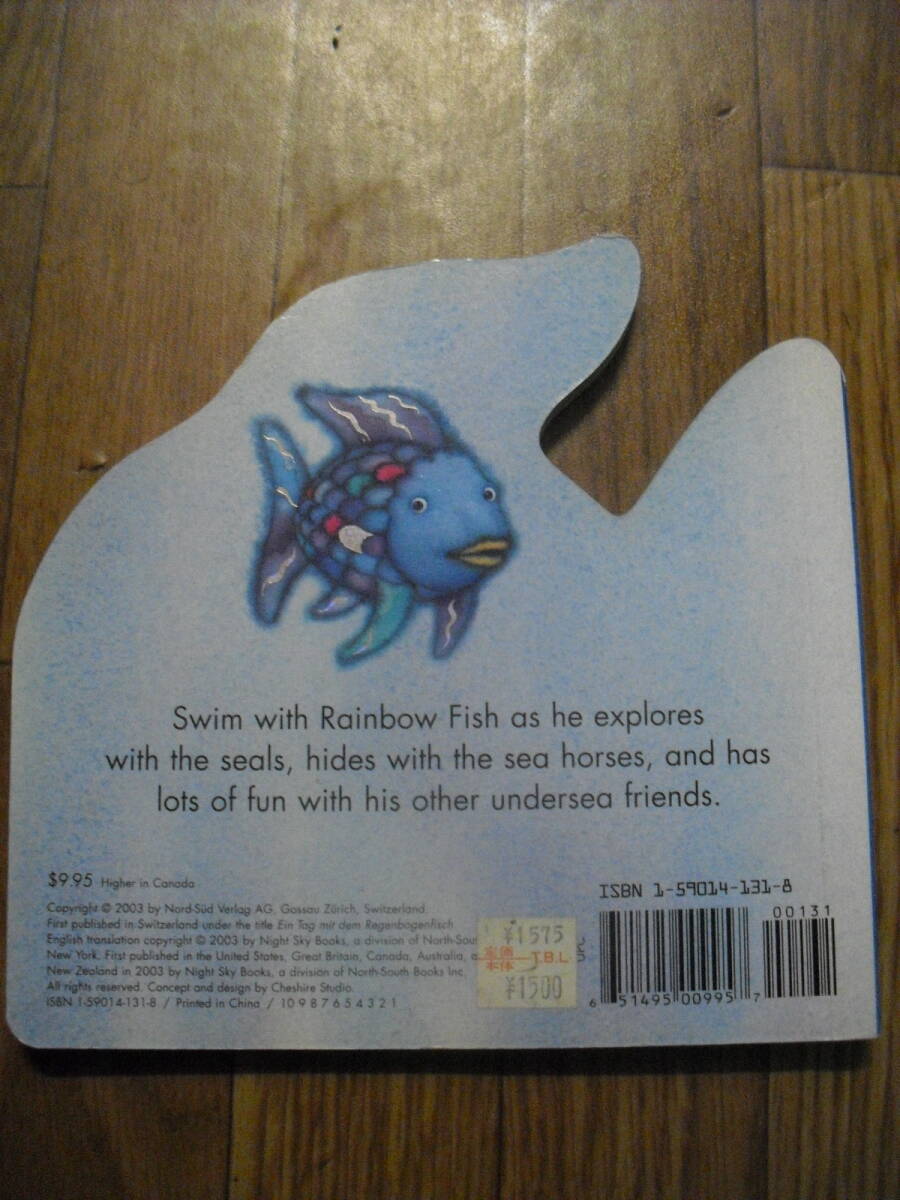 Swim with Rainbow Fish as he explores
with the seals, hides with the sea horses, and has
lots of fun with his other undersea friends.
$9.95 Higher in Canada
Copyright © 2003 by Nord-Süd Verlag AG, Gossau Zürich, Switzerland.
First published in Switzerland under the title Ein Tag mit dem Regenbogenfisch
English translation copyright © 2003 by Night Sky Books, a division of North-Sou
New York. First published in the United States, Great Britain, Canada, Australia, a
New Zealand in 2003 by Night Sky Books, a division of North-South Books Inc.
All rights reserved. Concept and design by Cheshire Studio.
ISBN 1-59014-131-8 / Printed in China / 10 9 8 7 6 5 4 3 2 1
¥1575
定価
本体 T.B.L
¥1500
UPC
ISBN 1-59014-131-8
00131
6 51495 00995 7